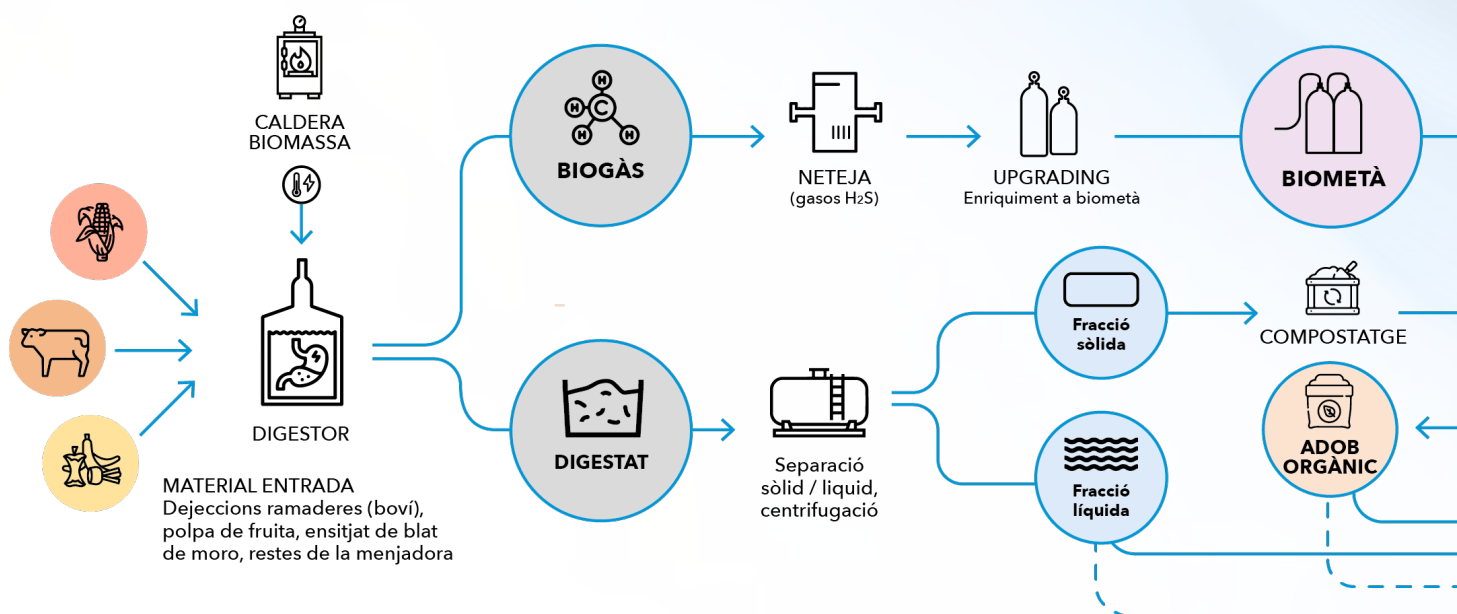 CALDERA
BIOMASSA
H
H
C
H
H
BIOGÀS
NETEJA
(gasos H2S)
UPGRADING
Enriquiment a biometà
BIOMETÀ
DIGESTOR
MATERIAL ENTRADA
Dejeccions ramaderes (boví),
polpa de fruita, ensitjat de blat
de moro, restes de la menjadora
DIGESTAT
Separació
sòlid / liquid,
centrifugació
Fracció
sòlida
Fracció
líquida
COMPOSTATGE
ADOB
ORGÀNIC